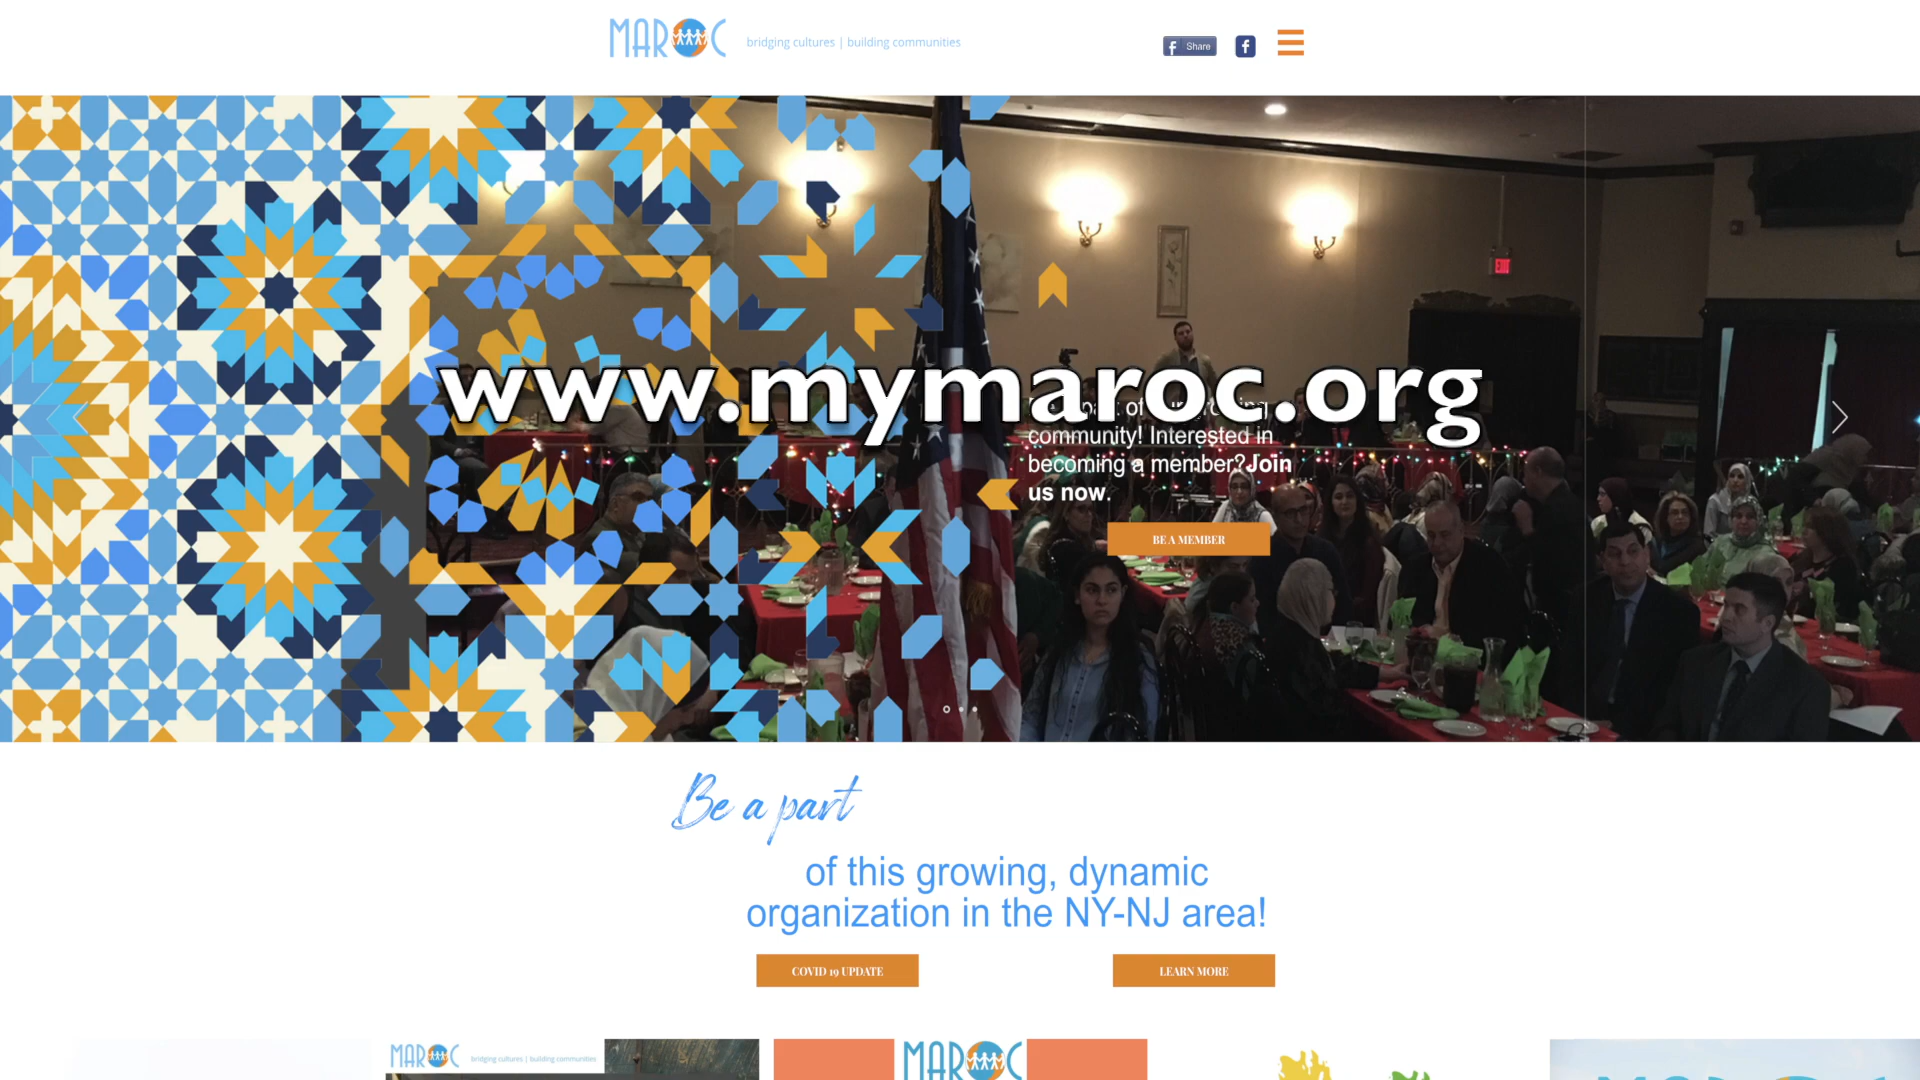 MAROC
bridging cultures | building communities
Share
EXIT
www.mymaroc.org
community! Interested in
becoming a member?Join
us now.
BE A MEMBER
Be a part
of this growing, dynamic
organization in the NY-NJ area!
COVID 19 UPDATE
LEARN MORE
MAROC
bridging cultures | building communities
MAROC